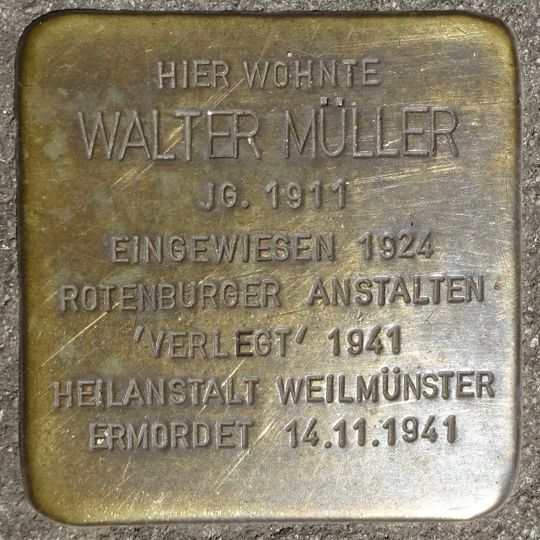 HIER WOHNTE
WALTER MÜLLER
JG. 1911
EINGEWIESEN 1924
ROTENBURGER ANSTALTEN
'VERLEGT' 1941
HEILANSTALT WEILMÜNSTER
ERMORDET 14.11.1941